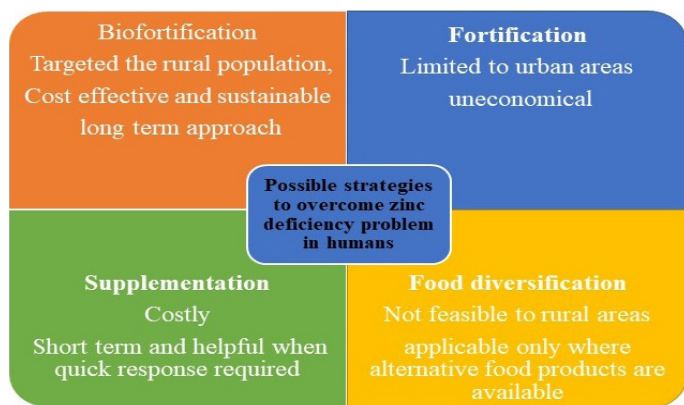 Biofortification
Targeted the rural population,
Cost effective and sustainable
long term approach
Fortification
Limited to urban areas
uneconomical
Possible strategies
to overcome zinc
deficiency problem
in humans
Supplementation
Costly
Short term and helpful when
quick response required
Food diversification
Not feasible to rural areas
applicable only where
alternative food products are
available